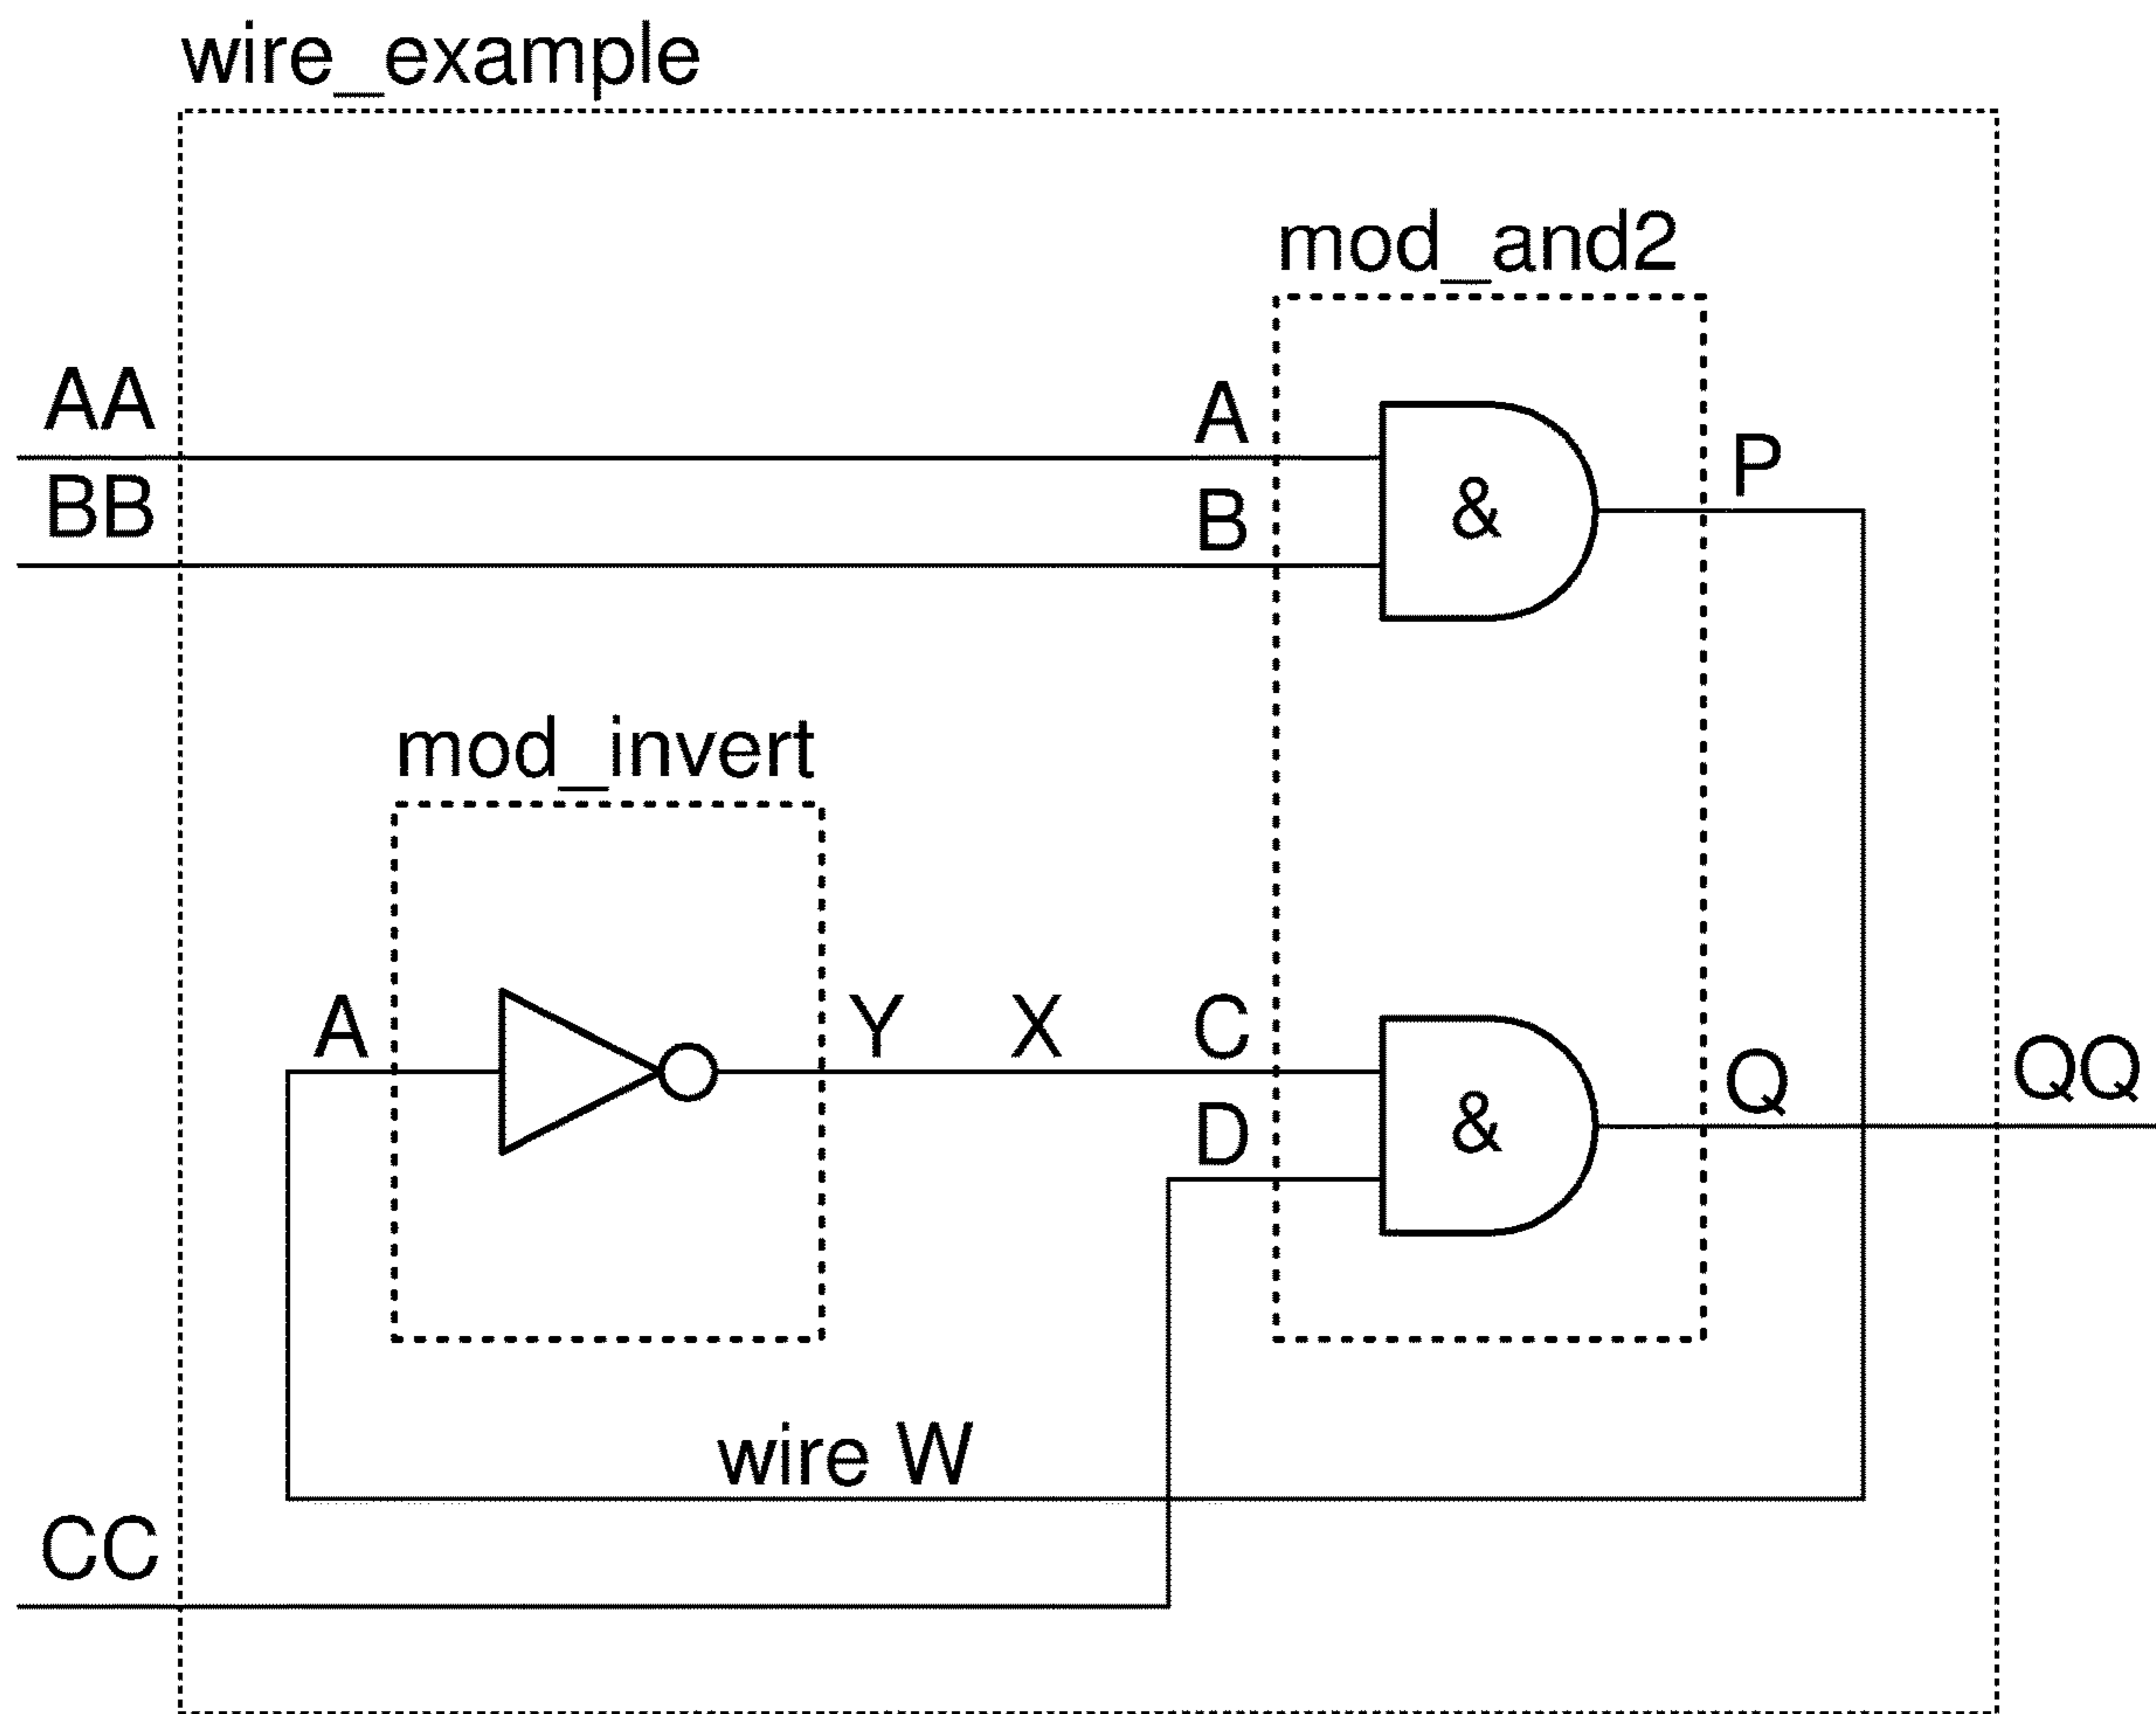 wire_example
mod_and2
AA
A
P
BB
B
&
mod_invert
A
Y
X
C
Q
QQ
D
&
wire W
CC